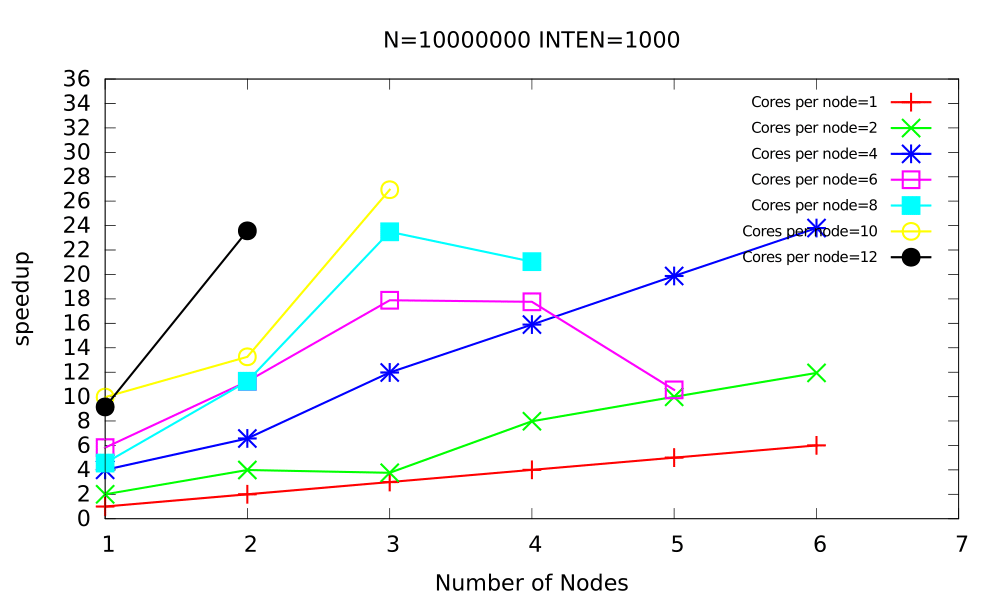 N=10000000 INTEN=1000
36
34
32
30
28
26
24
22
20
18
16
14
12
10
8
6
4
2
0
speedup
Cores per node=1
Cores per node=2
Cores per node=4
Cores per node=6
Cores per node=8
Cores per node=10
Cores per node=12
1 2 3 4 5 6 7
Number of Nodes